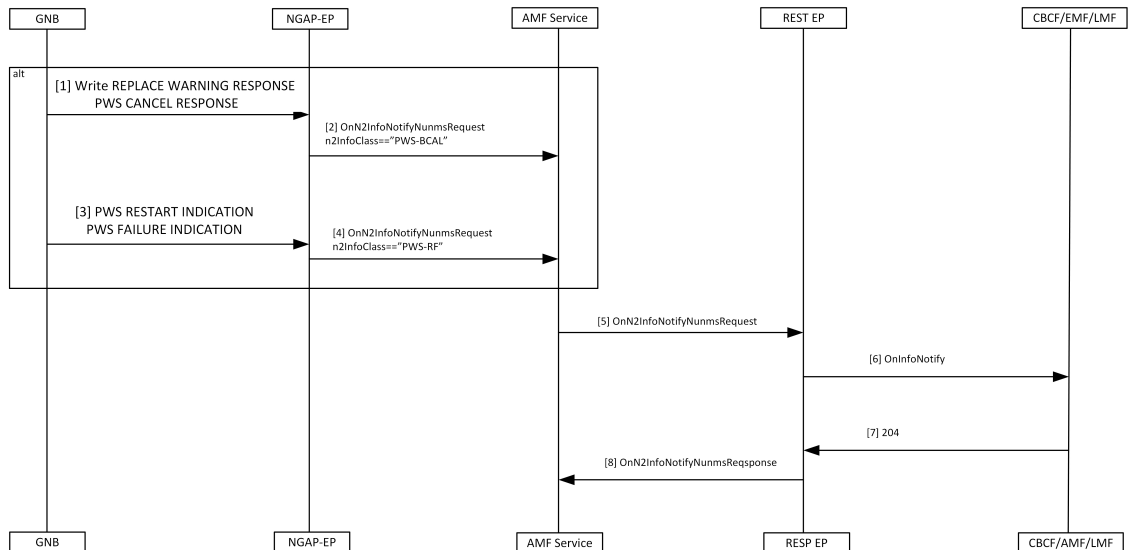 GNB
NGAP-EP
AMF Service
REST EP
CBCF/EMF/LMF
alt
[1] Write REPLACE WARNING RESPONSE
PWS CANCEL RESPONSE
[2] OnN2InfoNotifyNunmsRequest
n2InfoClass==”PWS-BCAL”
[3] PWS RESTART INDICATION
PWS FAILURE INDICATION
[4] OnN2InfoNotifyNunmsRequest
n2InfoClass==”PWS-RF”
[5] OnN2InfoNotifyNunmsRequest
[6] OnInfoNotify
[7] 204
[8] OnN2InfoNotifyNunmsReqsponse
GNB
NGAP-EP
AMF Service
RESP EP
CBCF/AMF/LMF